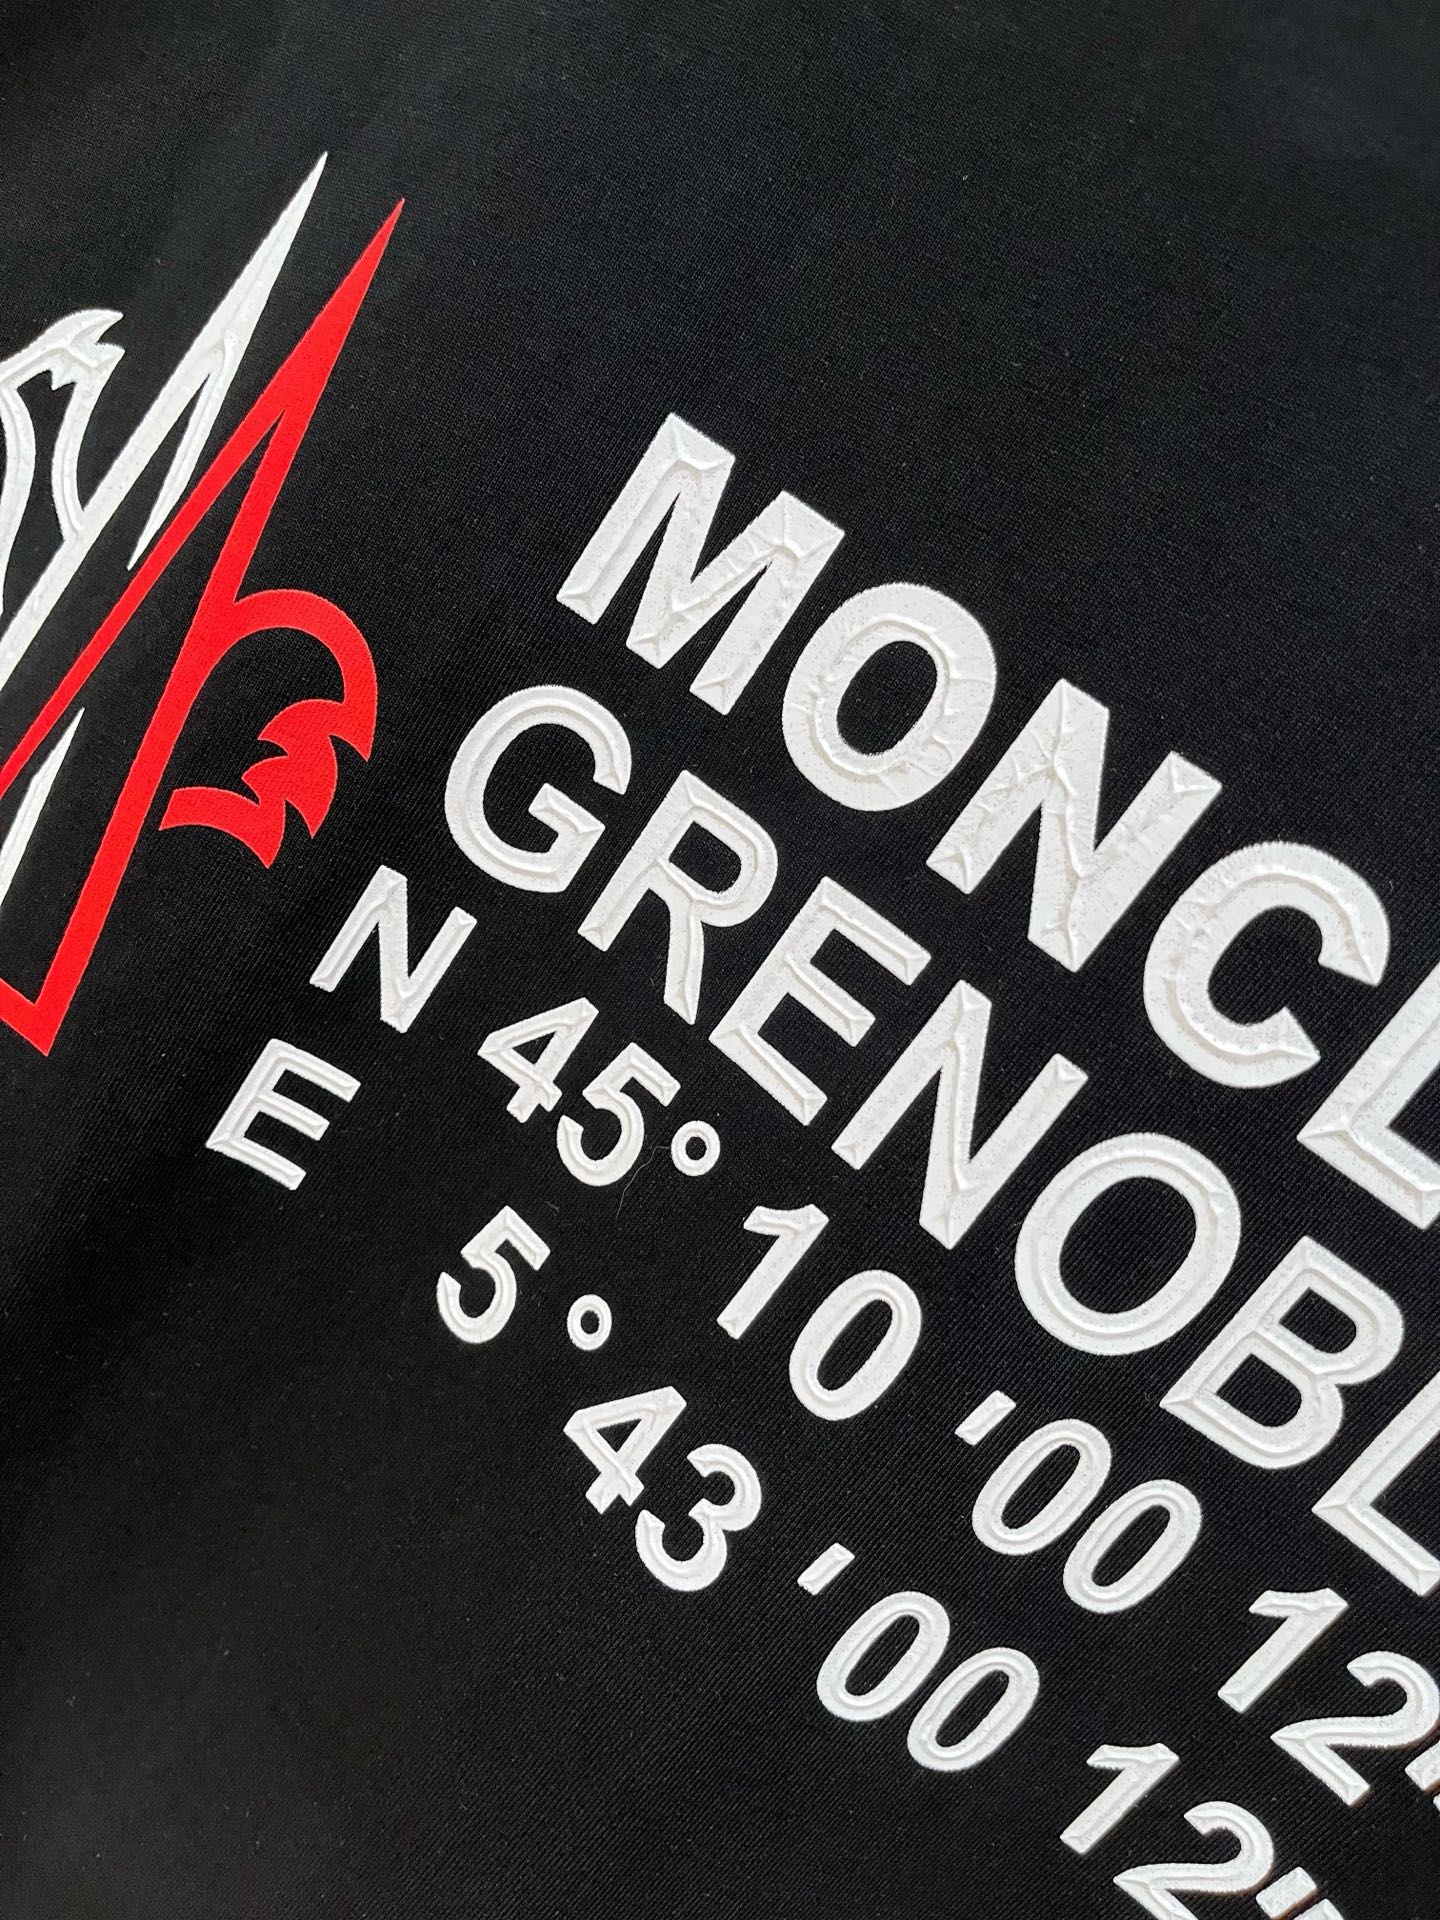 MONCL
GRENOBL
N 45° 10 '00 12"
E 5° 43 '00 12"